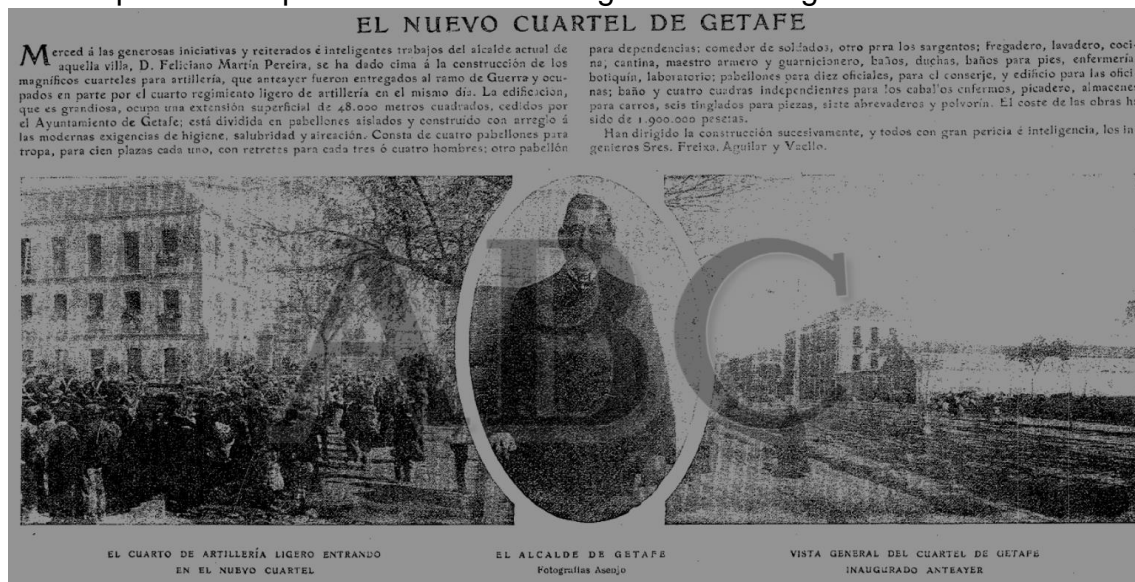 EL NUEVO CUARTEL DE GETAFE
Merced á las generosas iniciativas y reiterados é inteligentes trabajos del alcalde actual de
aquella villa, D. Feliciano Martín Pereira, se ha dado cima á la construcción de los
magníficos cuarteles para artillería, que anteayer fueron entregados al ramo de Guerra y ocu-
pados en parte por el cuarto regimiento ligero de artillería en el mismo día. La edificación,
que es grandiosa, ocupa una extensión superficial de 48.000 metros cuadrados, cedidos por
el Ayuntamiento de Getafe; está dividida en pabellones aislados y construído con arreglo á
las modernas exigencias de higiene, salubridad y aireación. Consta de cuatro pabellones para
tropa, para cien plazas cada uno, con retretes para cada tres ó cuatro hombres; otro pabellón
para dependencias; comedor de soldados, otro prra los sargentos; fregadero, lavadero, coci-
na; cantina, maestro armero y guarnicionero, baños, duchas, baños para pies, enfermería
botiquín, laboratorio; pabellones para diez oficiales, para el conserje, y edificio para las ofici
nas; baño y cuatro cuadras independientes para los caballos enfermos, picadero, almacene
para carros, seis tinglados para piezas, siete abrevaderos y polvorín. El coste de las obras h
sido de 1.900.000 pesetas.
Han dirigido la construcción sucesivamente, y todos con gran pericia é inteligencia, los in
genieros Sres. Freixa, Aguilar y Vaello.
ABC
EL CUARTO DE ARTILLERÍA LIGERO ENTRANDO
EN EL NUEVO CUARTEL
EL ALCALDE DE GETAFE
Fotografías Asenjo
VISTA GENERAL DEL CUARTEL DE GETAFE
INAUGURADO ANTEAYER